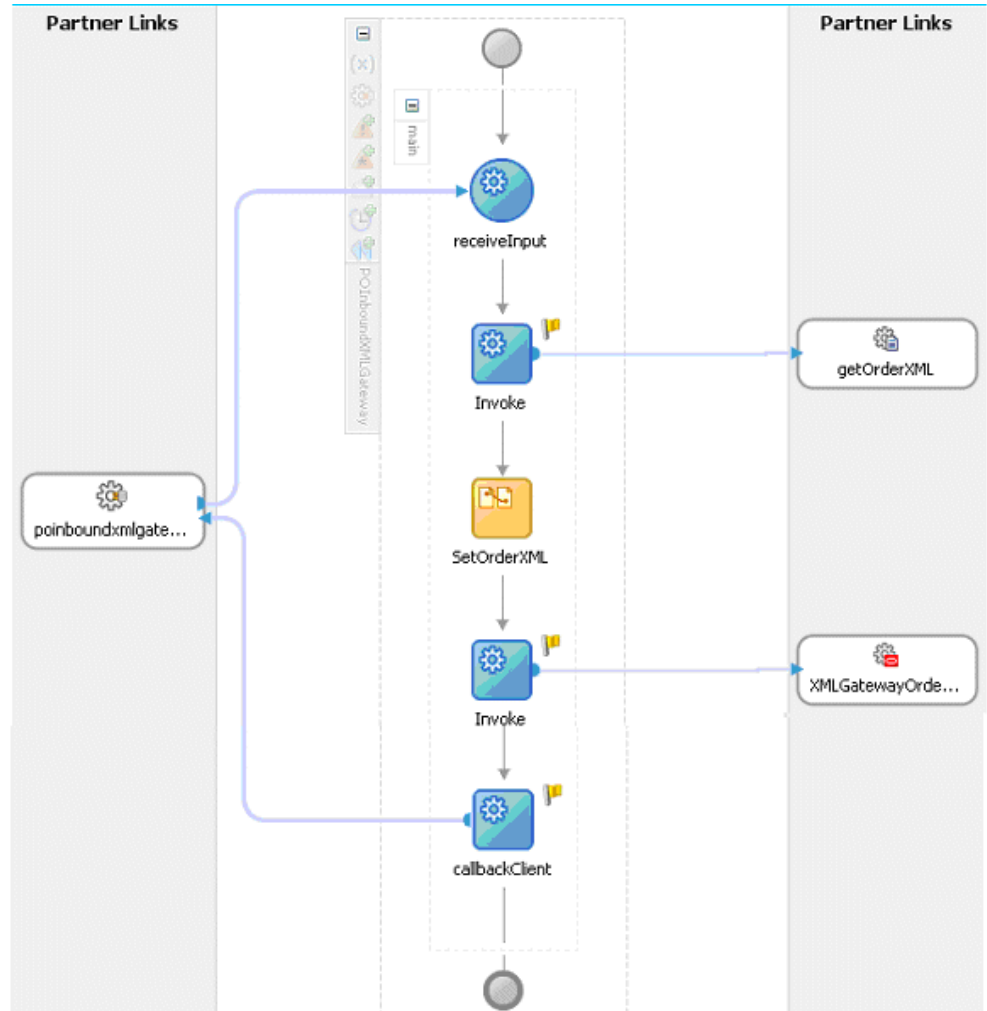 Partner Links
Partner Links
(x)
main
POInboundXMLGateway
receiveInput
Invoke
getOrderXML
poinboundxmlgate...
SetOrderXML
Invoke
XMLGatewayOrde...
callbackClient